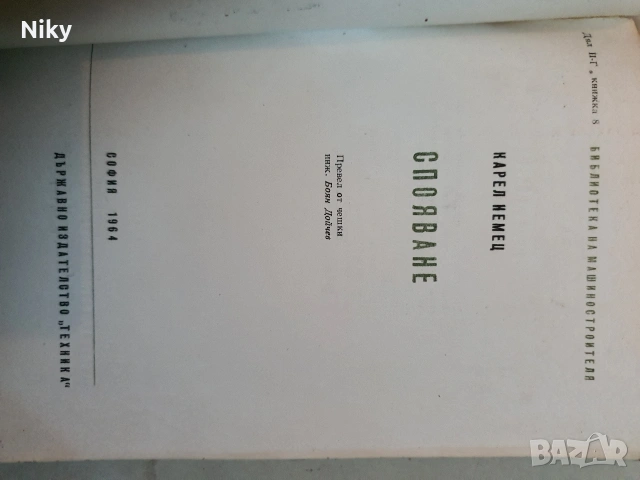 Niky
Дял II-Г, книжка 8
БИБЛИОТЕКА НА МАШИНОСТРОИТЕЛЯ
КАРЕЛ НЕМЕЦ
СПОЯВАНЕ
Превел от чешки
инж. Боян Дойчев
СОФИЯ 1964
ДЪРЖАВНО ИЗДАТЕЛСТВО „ТЕХНИКА“
BAZAR